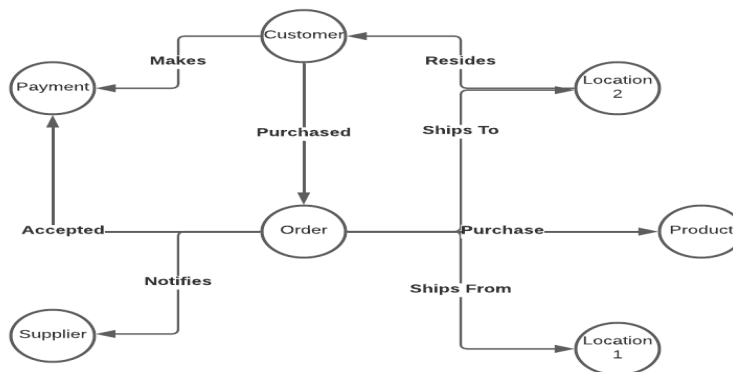 Customer
Makes
Resides
Payment
Location
2
Purchased
Ships To
Accepted
Order
Purchase
Product
Notifies
Ships From
Supplier
Location
1